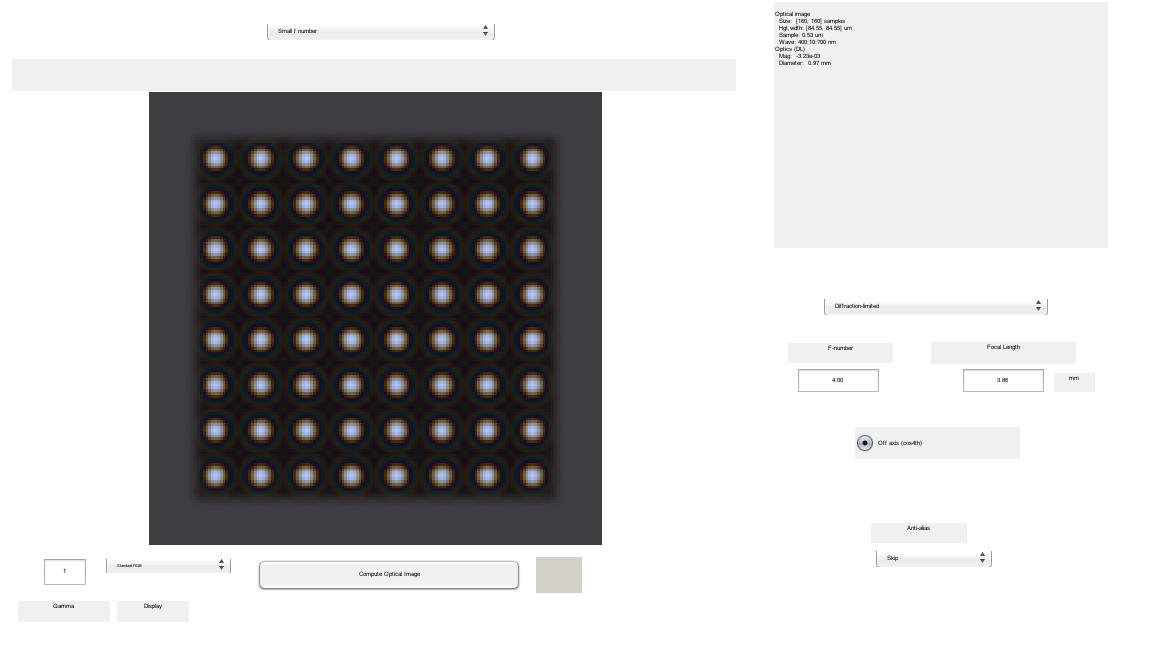 Small f number
Optical image
Size: [160, 160] samples
Hgt,wdth: [84.55, 84.55] um
Sample: 0.53 um
Wave: 400:10:700 nm
Optics (DL)
Mag: -3.23e-03
Diameter: 0.97 mm
Diffraction-limited
F-number
Focal Length
4.00
3.86
mm
Off axis (cos4th)
Anti-alias
Skip
1
Standard RGB
Compute Optical Image
Gamma
Display